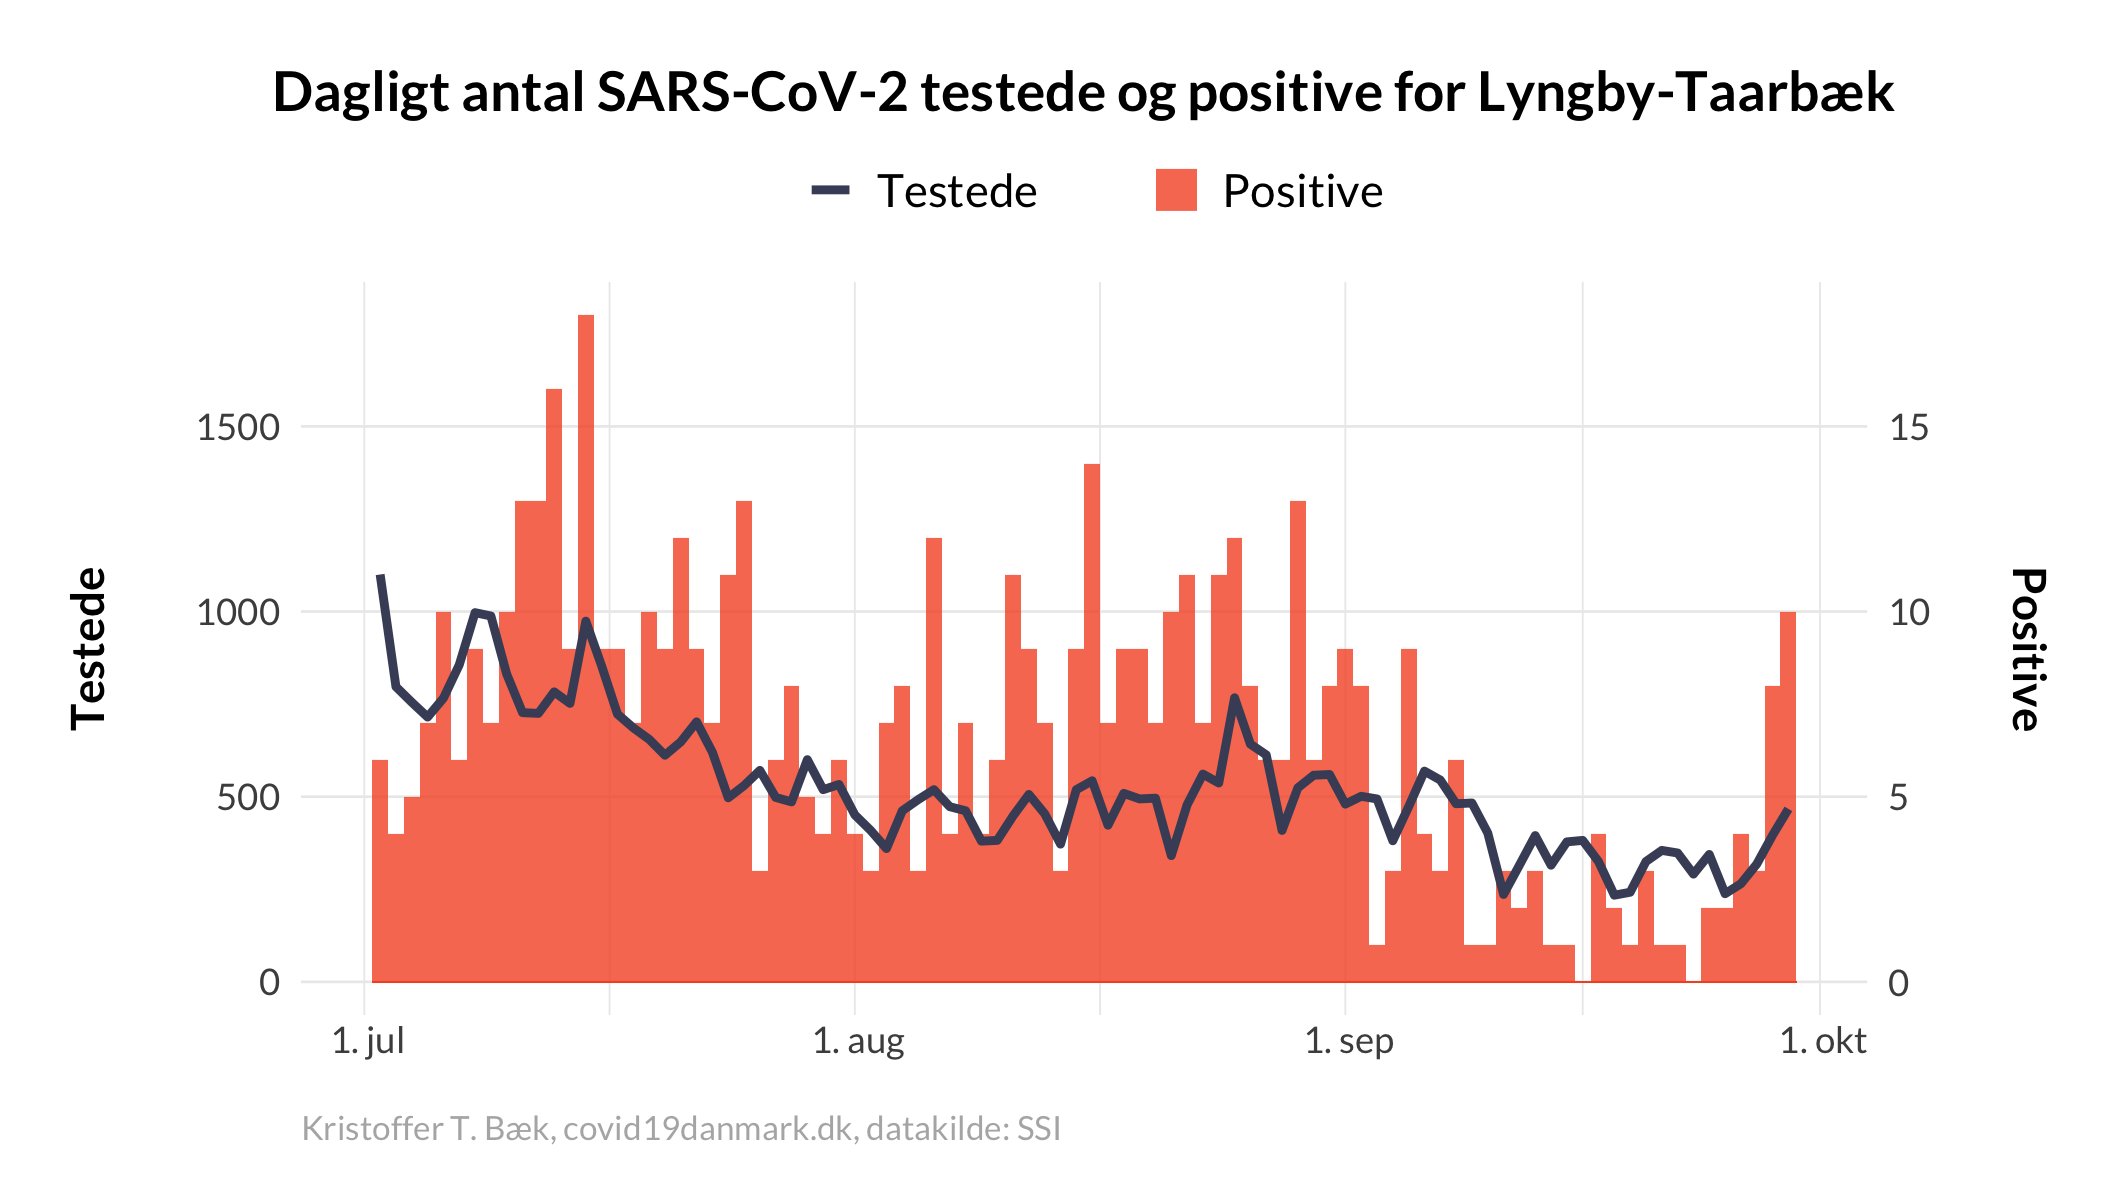 Dagligt antal SARS-CoV-2 testede og positive for Lyngby-Taarbæk
Testede
Positive
Testede
1500
1000
500
0
15
10
5
0
Positive
1. jul
1. aug
1. sep
1. okt
Kristoffer T. Bæk, covid19danmark.dk, datakilde: SSI